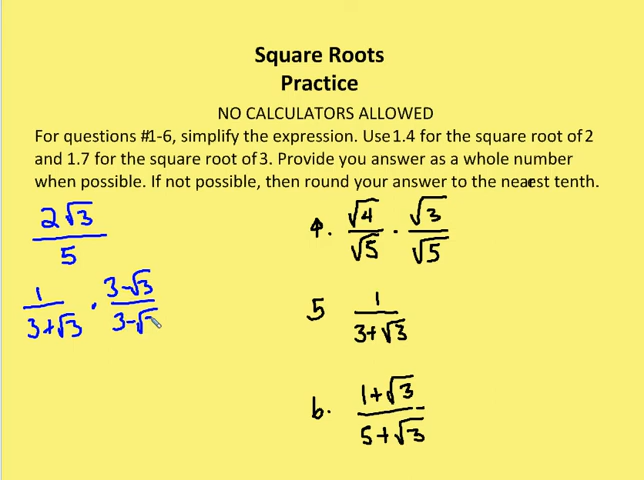 Square Roots
Practice
NO CALCULATORS ALLOWED
For questions #1-6, simplify the expression. Use 1.4 for the square root of 2
and 1.7 for the square root of 3. Provide you answer as a whole number
when possible. If not possible, then round your answer to the nearest tenth.
2√3
5
1/(3+√3) · (3-√3)/(3-√
4. √4/√5 · √3/√5
5 1/(3+√3)
6. (1+√3)/(5+√3)